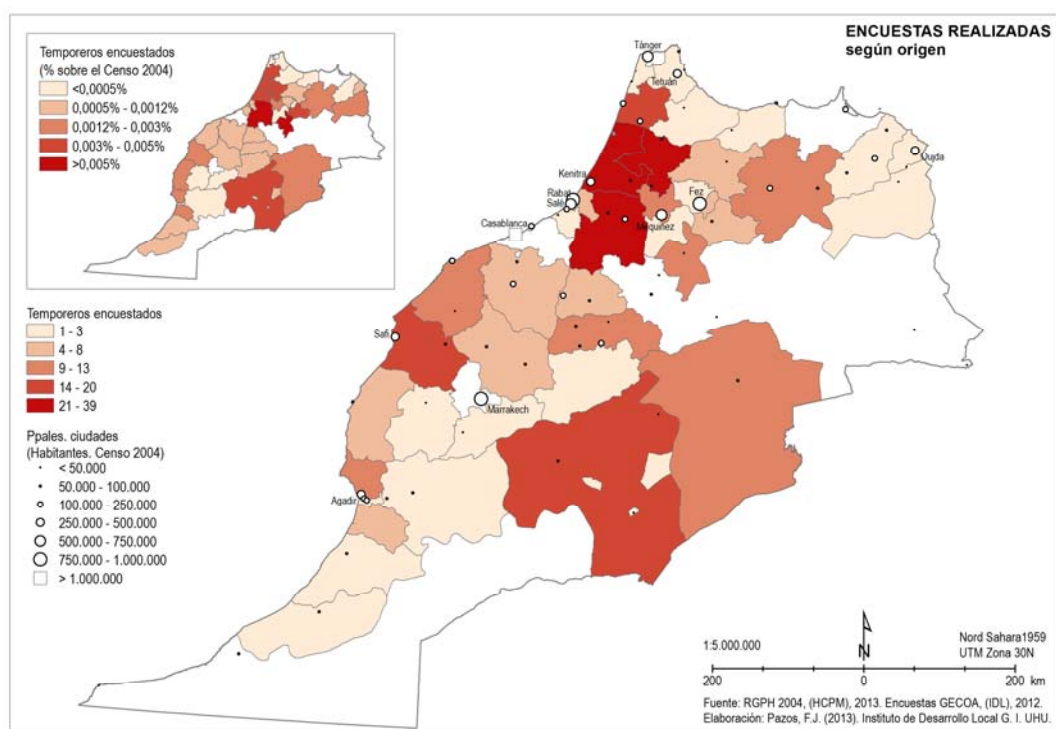 ENCUESTAS REALIZADAS
según origen
Temporeros encuestados
(% sobre el Censo 2004)
<0,0005%
0,0005% - 0,0012%
0,0012% - 0,003%
0,003% - 0,005%
>0,005%
Tánger
Tetuán
Oujda
Kenitra
Rabat
Salé
Fez
Méquinez
Casablanca
Safi
Marrakech
Agadir
Temporeros encuestados
1 - 3
4 - 8
9 - 13
14 - 20
21 - 39
Ppales. ciudades
(Habitantes. Censo 2004)
< 50.000
50.000 - 100.000
100.000 - 250.000
250.000 - 500.000
500.000 - 750.000
750.000 - 1.000.000
> 1.000.000
1:5.000.000
N
Nord Sahara1959
UTM Zona 30N
200 0 200 km
Fuente: RGPH 2004, (HCPM), 2013. Encuestas GECOA, (IDL), 2012.
Elaboración: Pazos, F.J. (2013). Instituto de Desarrollo Local G. I. UHU.